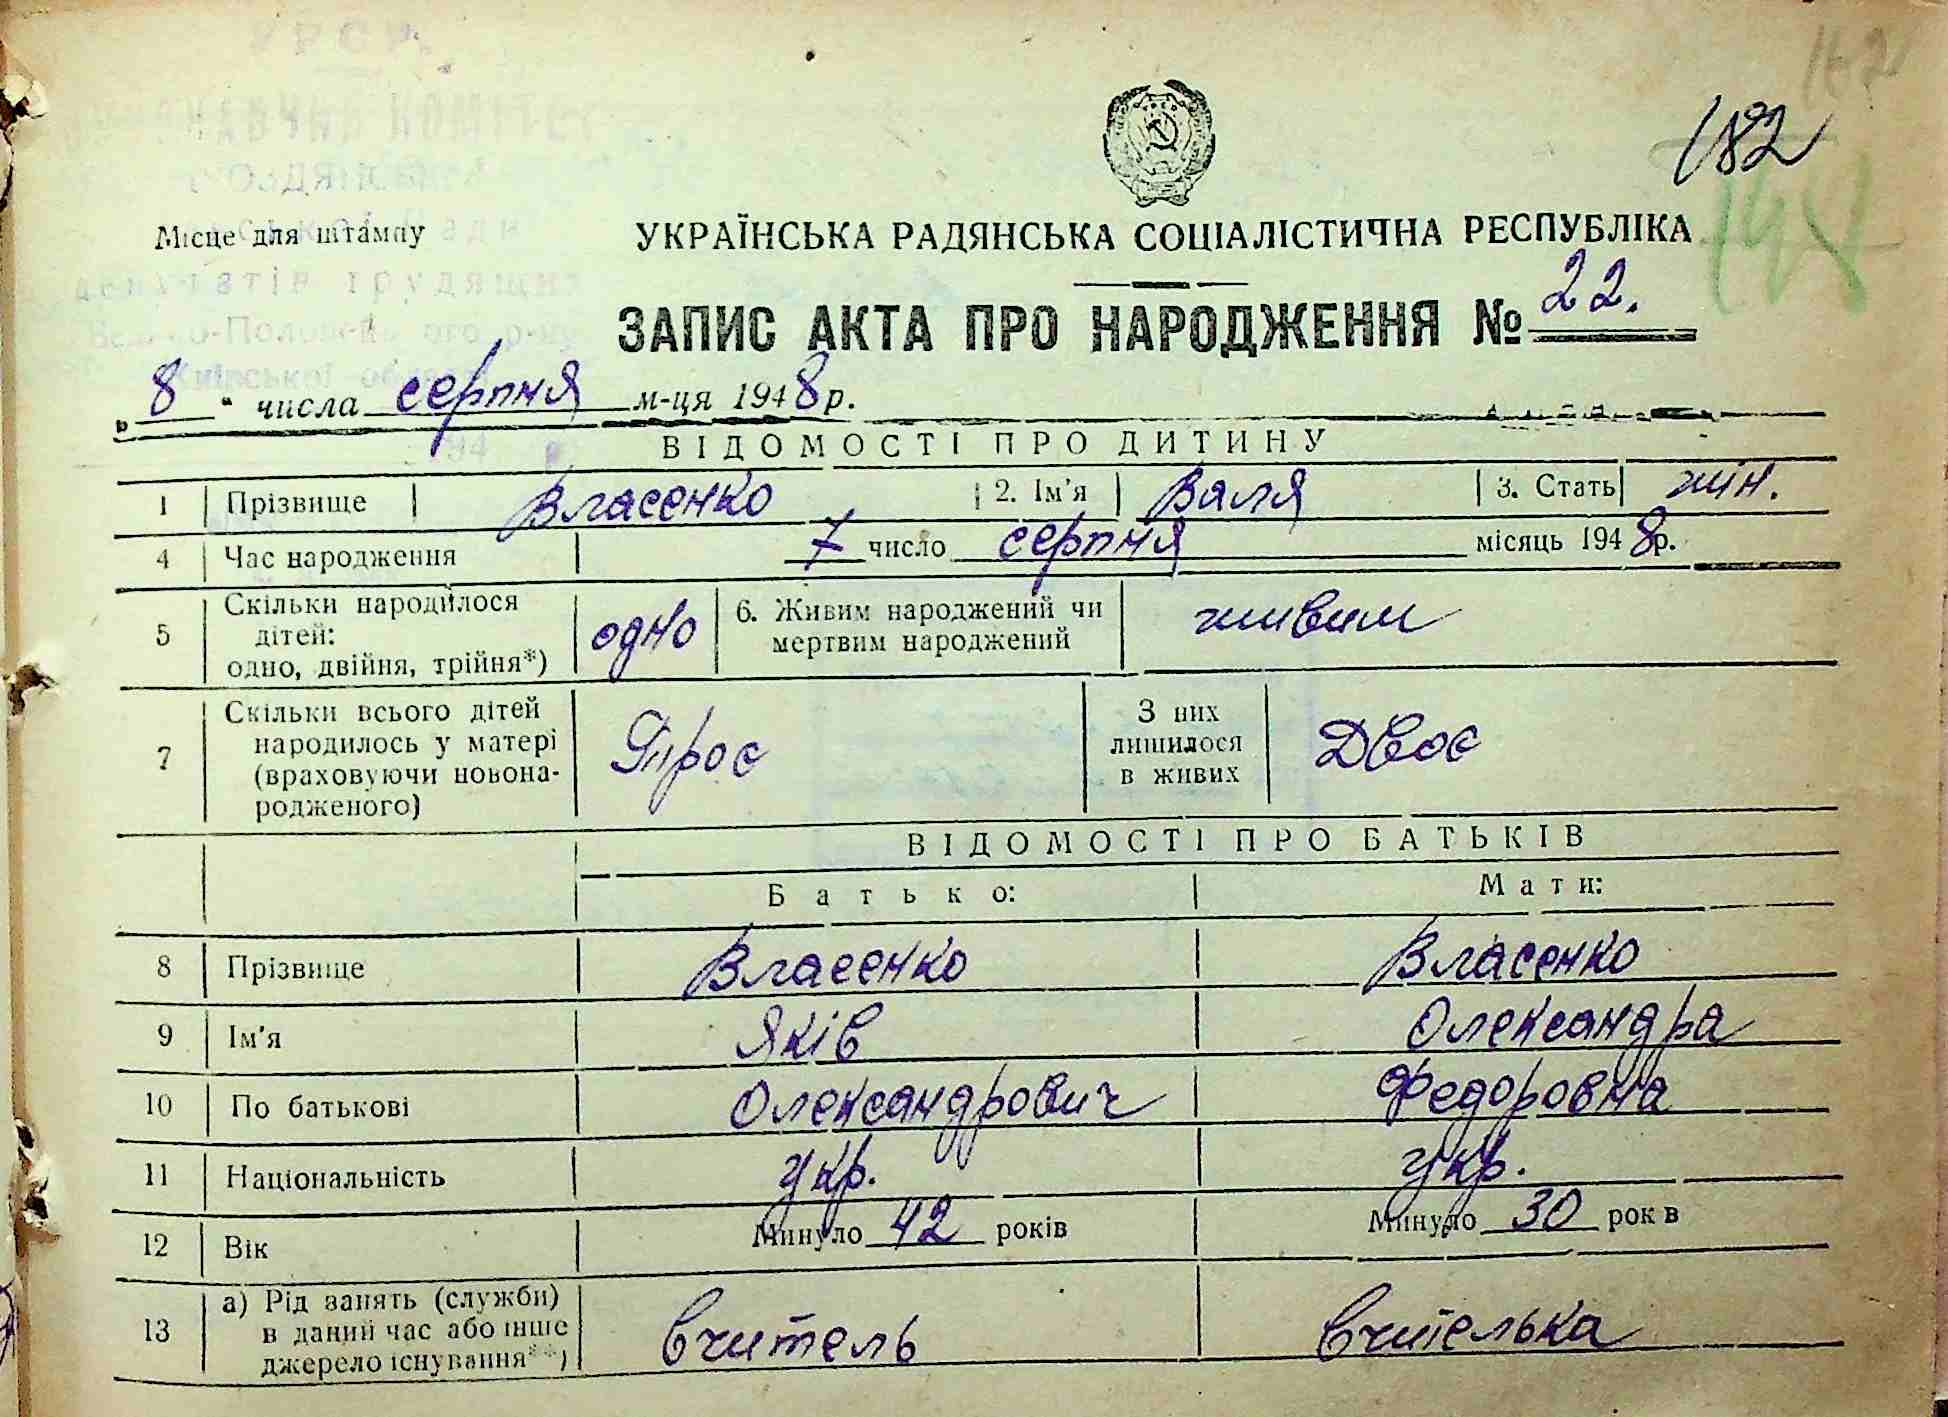 182
УКРАЇНСЬКА РАДЯНСЬКА СОЦІАЛІСТИЧНА РЕСПУБЛІКА
Місце для штампу
ЗАПИС АКТА ПРО НАРОДЖЕННЯ № 22.
„ 8 “ числа серпня м-ця 1948 р.
ВІДОМОСТІ ПРО ДИТИНУ
1 Прізвище Власенко 2. Ім'я Валя 3. Стать жін.
4 Час народження 7 число серпня місяць 1948 р.
5 Скільки народилося
дітей:
одно, двійня, трійня*)
одно
6. Живим народжений чи
мертвим народжений
живим
7 Скільки всього дітей
народилось у матері
(враховуючи новона-
родженого)
Троє
З них
лишилося
в живих
Двоє
ВІДОМОСТІ ПРО БАТЬКІВ
Батько: Мати:
8 Прізвище Власенко Власенко
9 Ім'я Яків Олександра
10 По батькові Олександрович Федоровна
11 Національність укр. укр.
12 Вік Минуло 42 років Минуло 30 рок в
13 а) Рід занять (служби)
в даний час або інше
джерело існування**)
вчитель вчителька